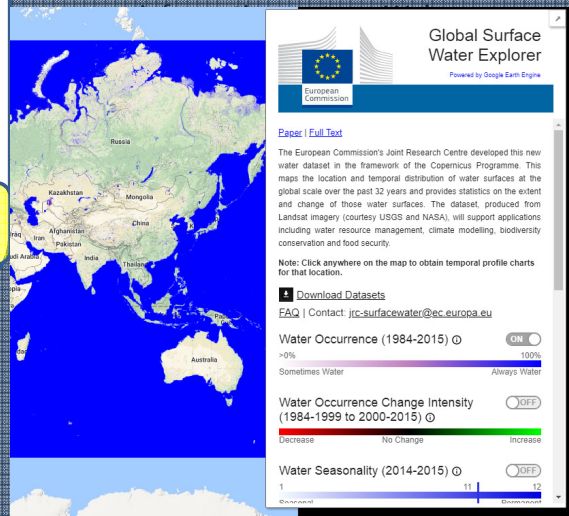 Global Surface
Water Explorer
Powered by Google Earth Engine
European
Commission
Paper | Full Text
The European Commission's Joint Research Centre developed this new
water dataset in the framework of the Copernicus Programme. This
maps the location and temporal distribution of water surfaces at the
global scale over the past 32 years and provides statistics on the extent
and change of those water surfaces. The dataset, produced from
Landsat imagery (courtesy USGS and NASA), will support applications
including water resource management, climate modelling, biodiversity
conservation and food security.
Note: Click anywhere on the map to obtain temporal profile charts
for that location.
Download Datasets
FAQ | Contact: jrc-surfacewater@ec.europa.eu
Water Occurrence (1984-2015) ON
>0% 100%
Sometimes Water Always Water
Water Occurrence Change Intensity OFF
(1984-1999 to 2000-2015)
Decrease No Change Increase
Water Seasonality (2014-2015) OFF
1 11 12
Seasonal Permanent
Russia
Kazakhstan
Mongolia
China
Iraq
Iran
Afghanistan
Pakistan
udi Arabia
India
Thailand
opia
Pap
dag
Australia